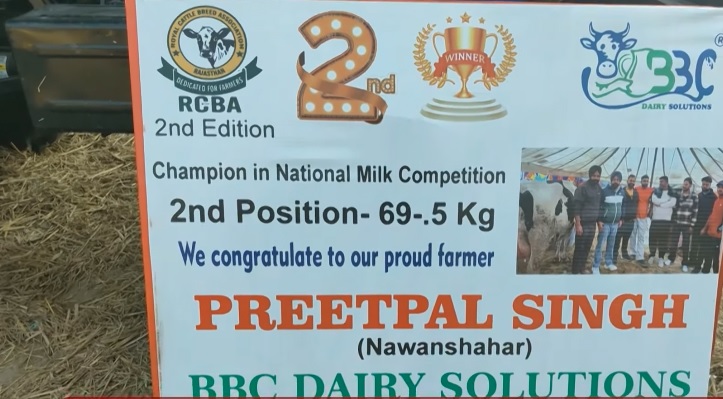 ROYAL CATTLE BREED ASSOCIATION
RAJASTHAN
DEDICATED FOR FARMERS
RCBA
2nd Edition
2nd
WINNER
BBC
DAIRY SOLUTIONS
Champion in National Milk Competition
2nd Position- 69-.5 Kg
We congratulate to our proud farmer
PREETPAL SINGH
(Nawanshahar)
BBC DAIRY SOLUTIONS